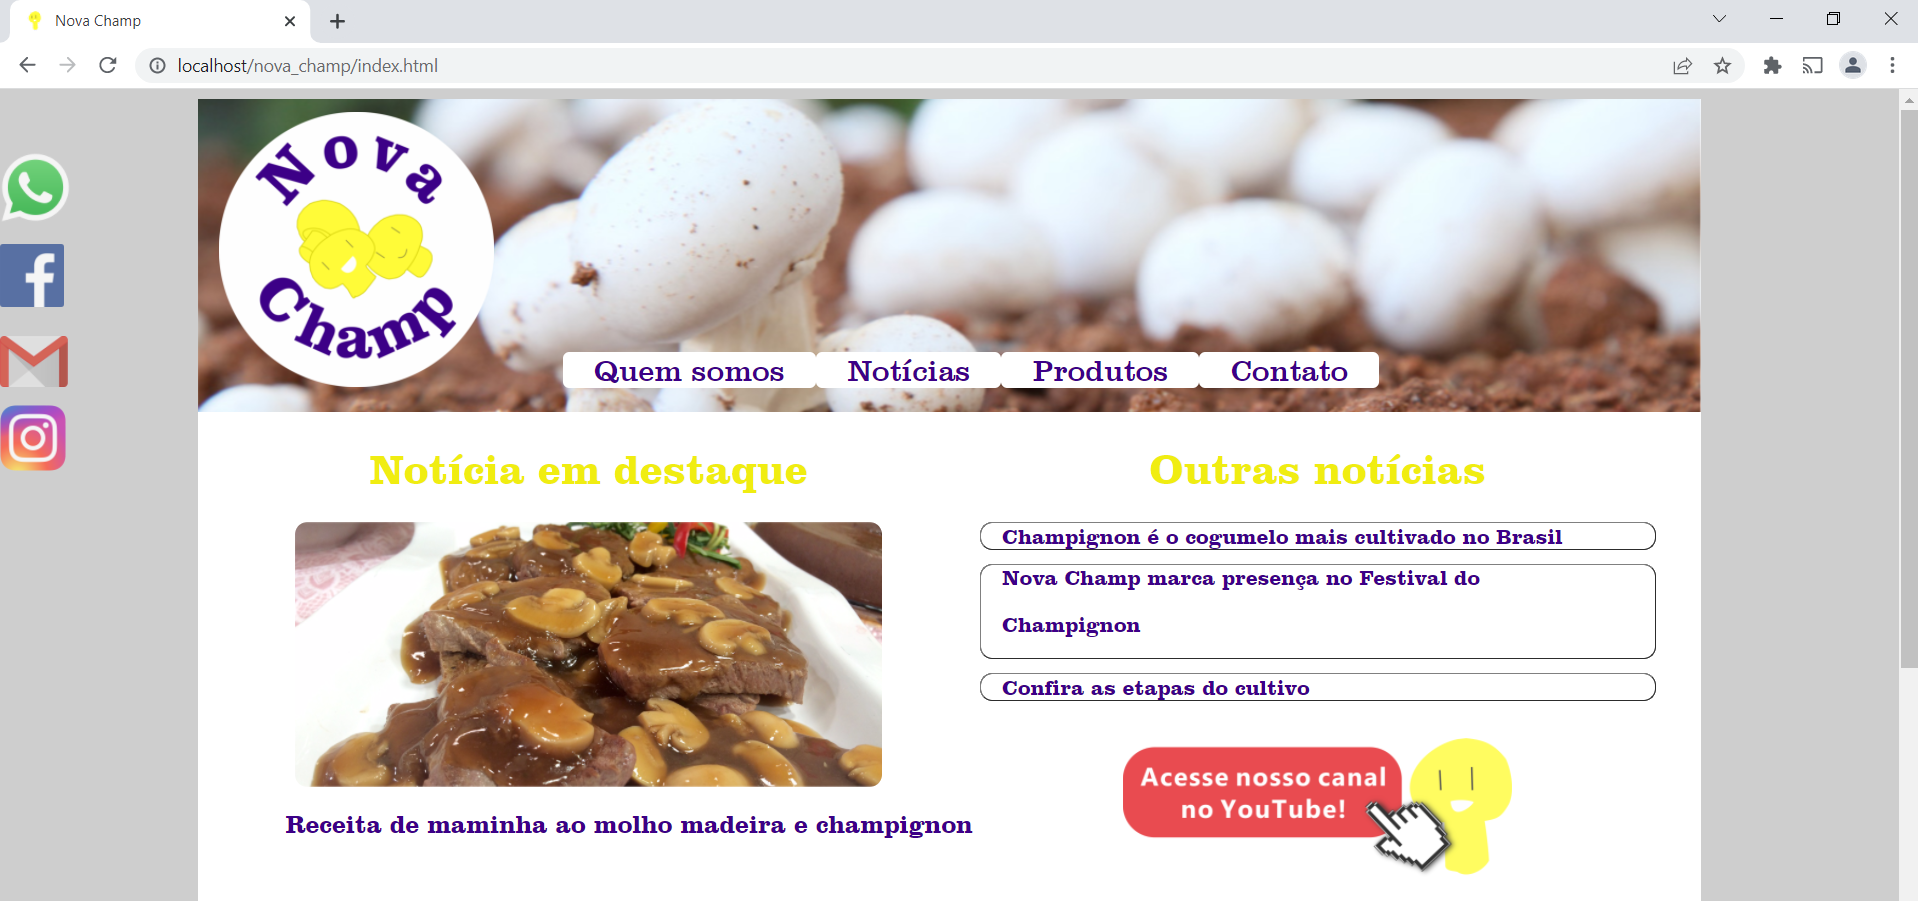 Nova Champ
localhost/nova_champ/index.html
Nova
Champ
Quem somos
Notícias
Produtos
Contato
Notícia em destaque
Outras notícias
Champignon é o cogumelo mais cultivado no Brasil
Nova Champ marca presença no Festival do
Champignon
Confira as etapas do cultivo
Receita de maminha ao molho madeira e champignon
Acesse nosso canal
no YouTube!